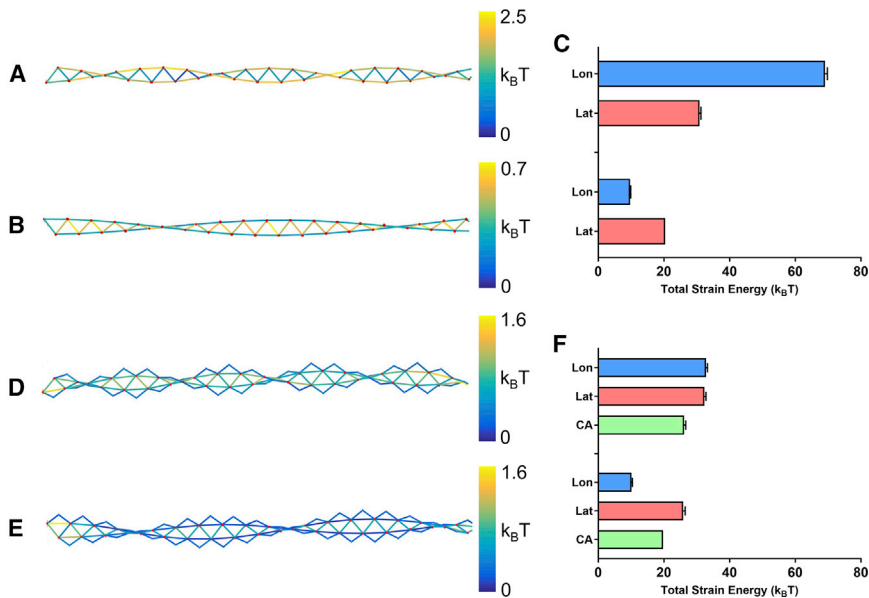 A
2.5
kBT
0
B
0.7
kBT
0
C
Lon
Lat
Lon
Lat
0 20 40 60 80
Total Strain Energy (kBT)
D
1.6
kBT
0
E
1.6
kBT
0
F
Lon
Lat
CA
Lon
Lat
CA
0 20 40 60 80
Total Strain Energy (kBT)